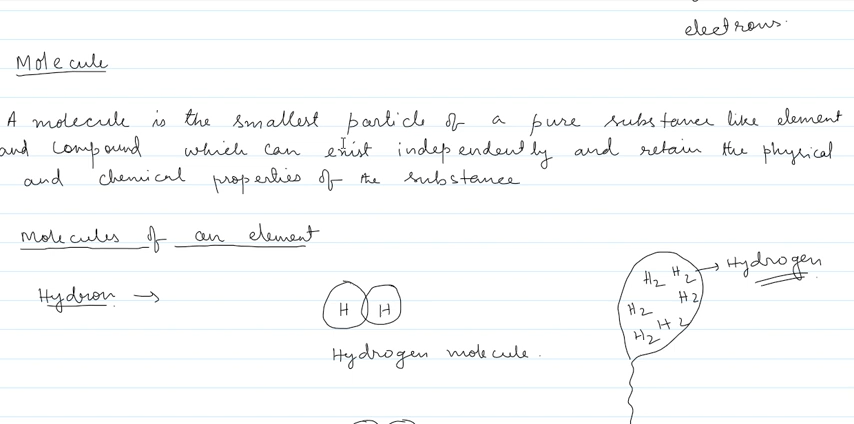 electrons.
Molecule
A molecule is the smallest particle of a pure substance like element
and compound which can exist independently and retain the physical
and chemical properties of the substance
Molecules of an element
Hydron →
H H
Hydrogen molecule.
H2 H2 → Hydrogen
H2
H2
H2
H2